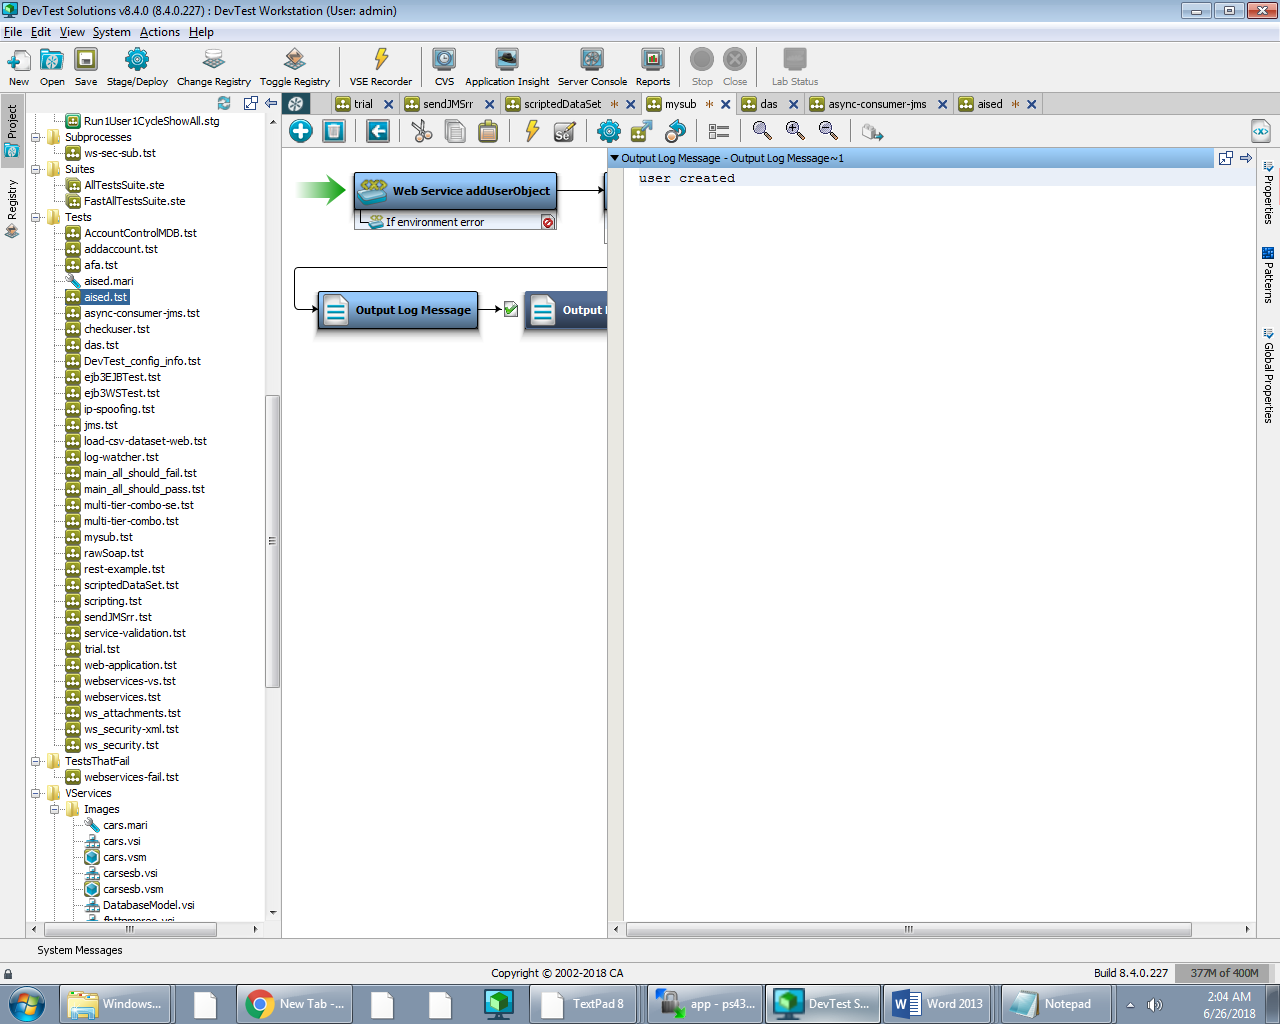 DevTest Solutions v8.4.0 (8.4.0.227) : DevTest Workstation (User: admin)
File Edit View System Actions Help
New Open Save Stage/Deploy Change Registry Toggle Registry VSE Recorder CVS Application Insight Server Console Reports Stop Close Lab Status
trial sendJMSrr scriptedDataSet * mysub * das async-consumer-jms aised *
Project
Registry
Run1User1CycleShowAll.stg
Subprocesses
ws-sec-sub.tst
Suites
AllTestsSuite.ste
FastAllTestsSuite.ste
Tests
AccountControlMDB.tst
addaccount.tst
afa.tst
aised.mari
aised.tst
async-consumer-jms.tst
checkuser.tst
das.tst
DevTest_config_info.tst
ejb3EJBTest.tst
ejb3WSTest.tst
ip-spoofing.tst
jms.tst
load-csv-dataset-web.tst
log-watcher.tst
main_all_should_fail.tst
main_all_should_pass.tst
multi-tier-combo-se.tst
multi-tier-combo.tst
mysub.tst
rawSoap.tst
rest-example.tst
scriptedDataSet.tst
scripting.tst
sendJMSrr.tst
service-validation.tst
trial.tst
web-application.tst
webservices-vs.tst
webservices.tst
ws_attachments.tst
ws_security-xml.tst
ws_security.tst
TestsThatFail
webservices-fail.tst
VServices
Images
cars.mari
cars.vsi
cars.vsm
carsesb.vsi
carsesb.vsm
DatabaseModel.vsi
Web Service addUserObject
If environment error
Output Log Message
Output
Output Log Message - Output Log Message~1
user created
Properties
Patterns
Global Properties
System Messages
Copyright © 2002-2018 CA
Build 8.4.0.227
377M of 400M
Windows...
New Tab -...
TextPad 8
app - ps43...
DevTest S...
Word 2013
Notepad
2:04 AM
6/26/2018